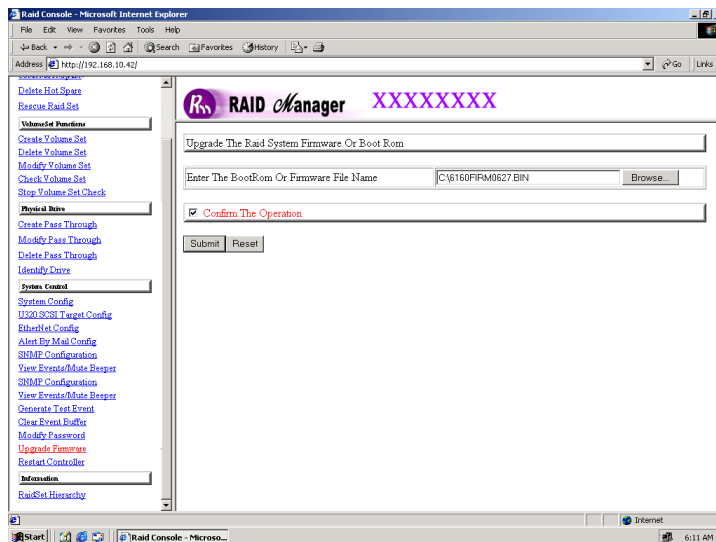 Raid Console - Microsoft Internet Explorer
File Edit View Favorites Tools Help
Back Search Favorites History
Address http://192.168.10.42/ Go Links
Delete Hot Spare
Rescue Raid Set
VolumeSet Functions
Create Volume Set
Delete Volume Set
Modify Volume Set
Check Volume Set
Stop Volume Set Check
Physical Drive
Create Pass Through
Modify Pass Through
Delete Pass Through
Identify Drive
System Control
System Config
U320 SCSI Target Config
EtherNet Config
Alert By Mail Config
SNMP Configuration
View Events/Mute Beeper
SNMP Configuration
View Events/Mute Beeper
Generate Test Event
Clear Event Buffer
Modify Password
Upgrade Firmware
Restart Controller
Information
RaidSet Hierarchy
Rm RAID Manager XXXXXXXX
Upgrade The Raid System Firmware Or Boot Rom
Enter The BootRom Or Firmware File Name C:\6160FIRM0627.BIN Browse...
Confirm The Operation
Submit Reset
Internet
Start Raid Console - Microso... 6:11 AM